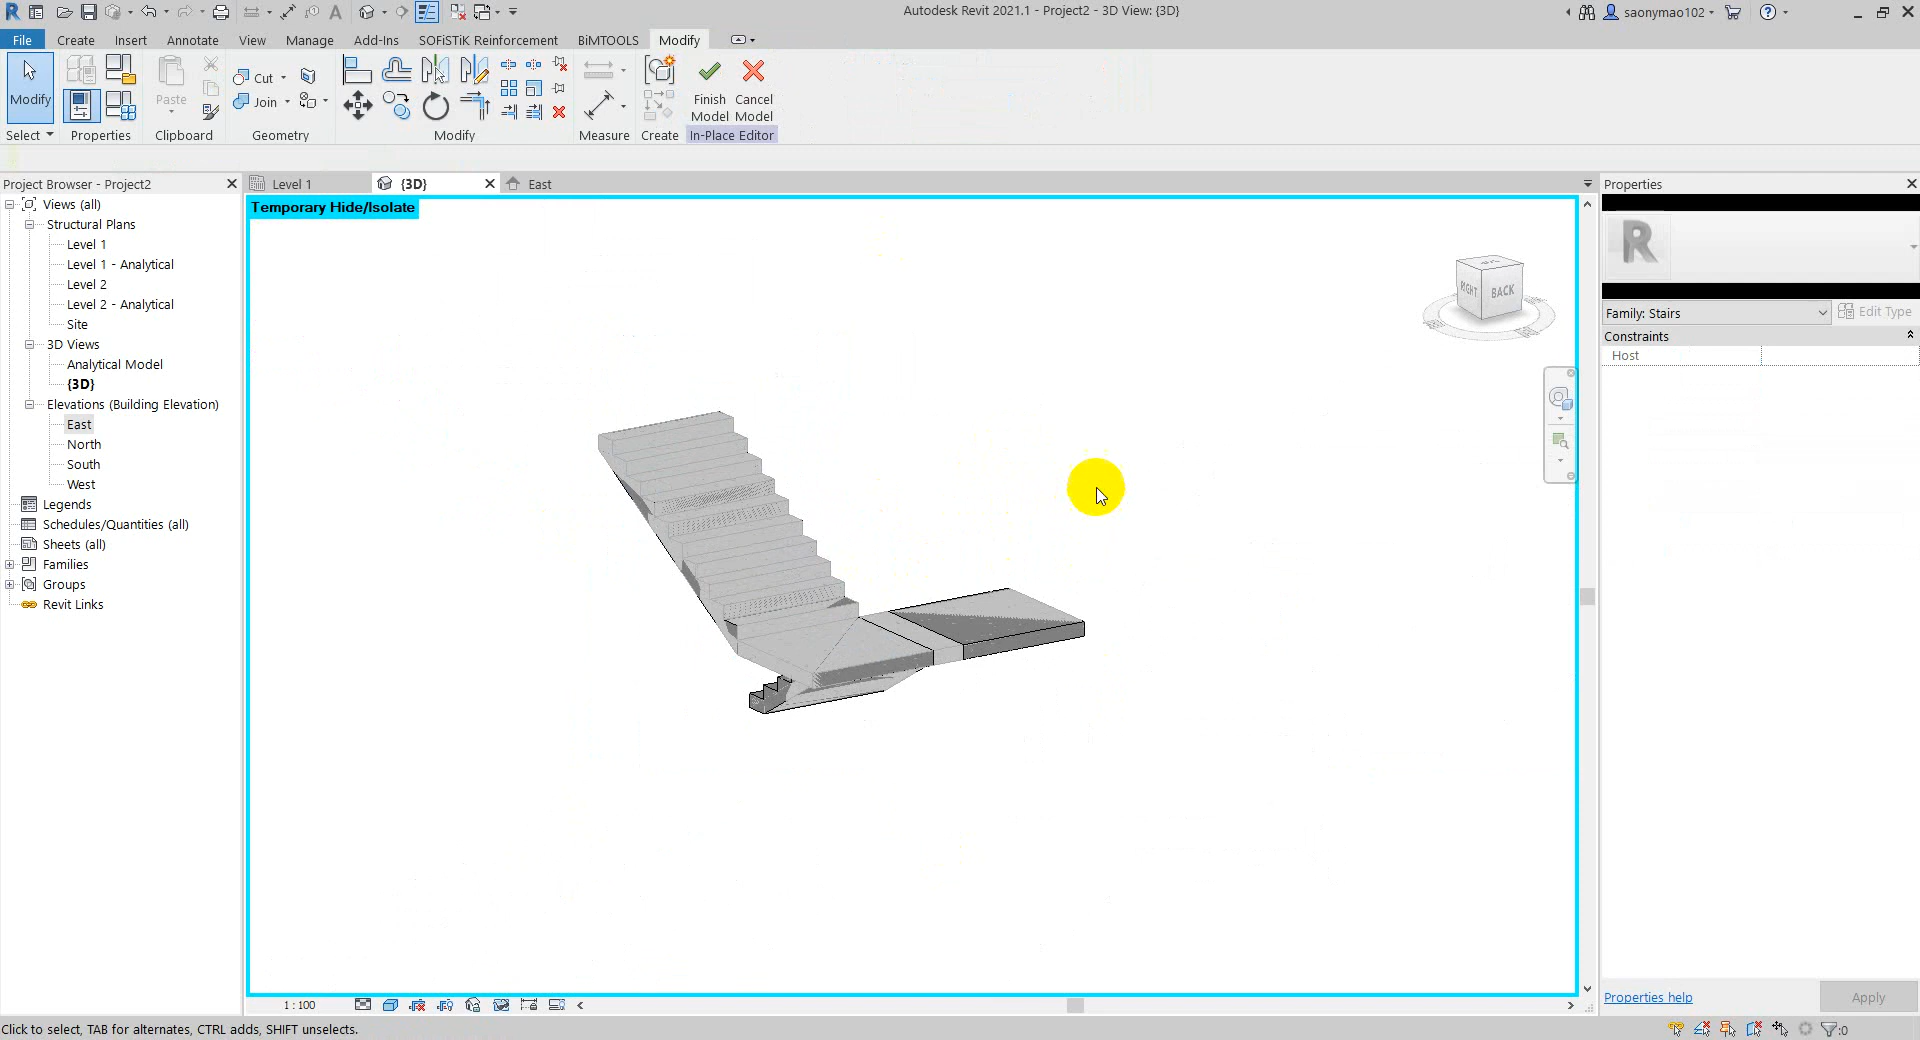 Autodesk Revit 2021.1 - Project2 - 3D View: {3D}
saonymao102
File Create Insert Annotate View Manage Add-Ins SOFiSTiK Reinforcement BiMTOOLS Modify
Modify
Paste
Cut
Join
Finish Model
Cancel Model
Select Properties Clipboard Geometry Modify Measure Create In-Place Editor
Project Browser - Project2
Level 1 {3D} East
Properties
Temporary Hide/Isolate
Views (all)
Structural Plans
Level 1
Level 1 - Analytical
Level 2
Level 2 - Analytical
Site
3D Views
Analytical Model
{3D}
Elevations (Building Elevation)
East
North
South
West
Legends
Schedules/Quantities (all)
Sheets (all)
Families
Groups
Revit Links
RIGHT BACK
R
Family: Stairs
Edit Type
Constraints
Host
1 : 100
Properties help
Apply
Click to select, TAB for alternates, CTRL adds, SHIFT unselects.
:0